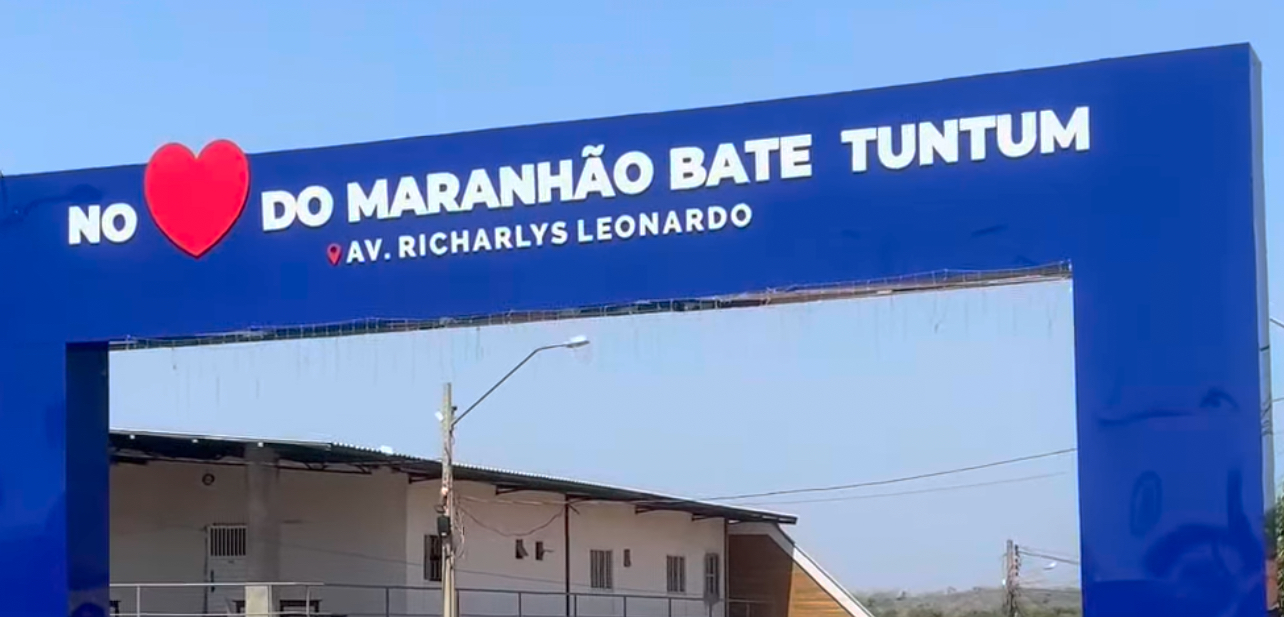 NO ❤ DO MARANHÃO BATE TUNTUM
AV. RICHARLYS LEONARDO